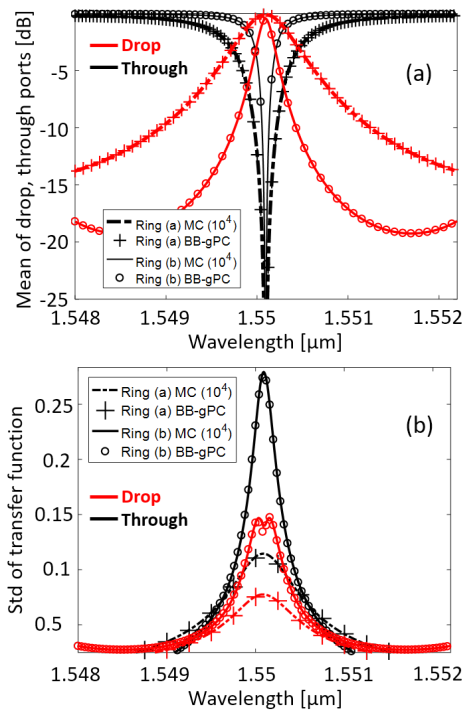 Mean of drop, through ports [dB]
-5
-10
-15
-20
-25
Drop
Through
(a)
Ring (a) MC (10⁴)
Ring (a) BB-gPC
Ring (b) MC (10⁴)
Ring (b) BB-gPC
1.548
1.549
1.55
1.551
1.552
Wavelength [µm]
Std of transfer function
0.25
0.2
0.15
0.1
0.5
Ring (a) MC (10⁴)
Ring (a) BB-gPC
Ring (b) MC (10⁴)
Ring (b) BB-gPC
(b)
Drop
Through
1.548
1.549
1.55
1.551
1.552
Wavelength [µm]